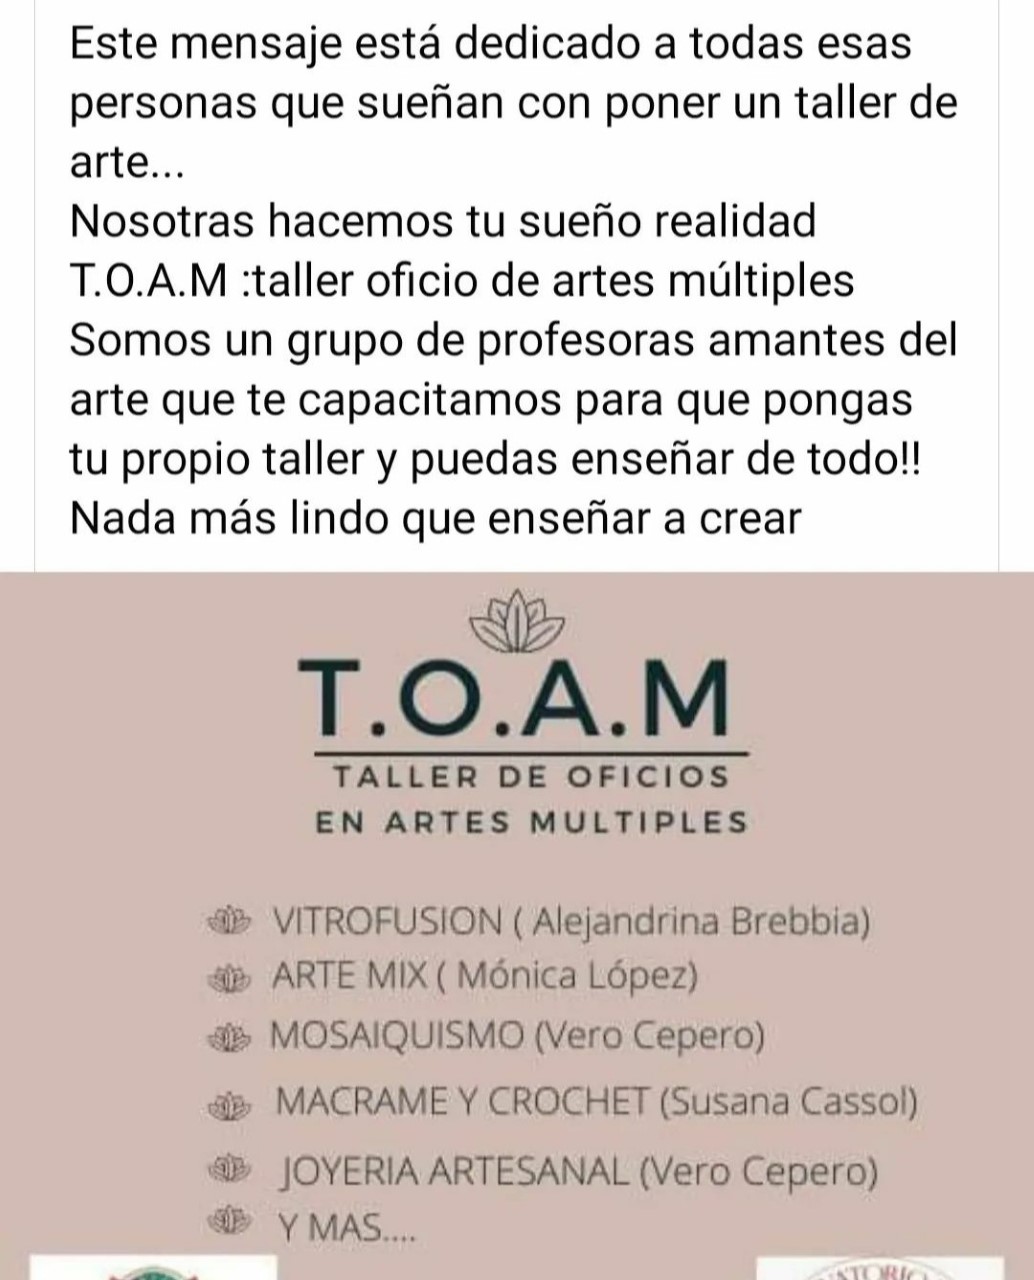 Este mensaje está dedicado a todas esas
personas que sueñan con poner un taller de
arte...
Nosotras hacemos tu sueño realidad
T.O.A.M :taller oficio de artes múltiples
Somos un grupo de profesoras amantes del
arte que te capacitamos para que pongas
tu propio taller y puedas enseñar de todo!!
Nada más lindo que enseñar a crear
T.O.A.M
TALLER DE OFICIOS
EN ARTES MULTIPLES
VITROFUSION ( Alejandrina Brebbia)
ARTE MIX ( Mónica López)
MOSAIQUISMO (Vero Cepero)
MACRAME Y CROCHET (Susana Cassol)
JOYERIA ARTESANAL (Vero Cepero)
Y MAS....